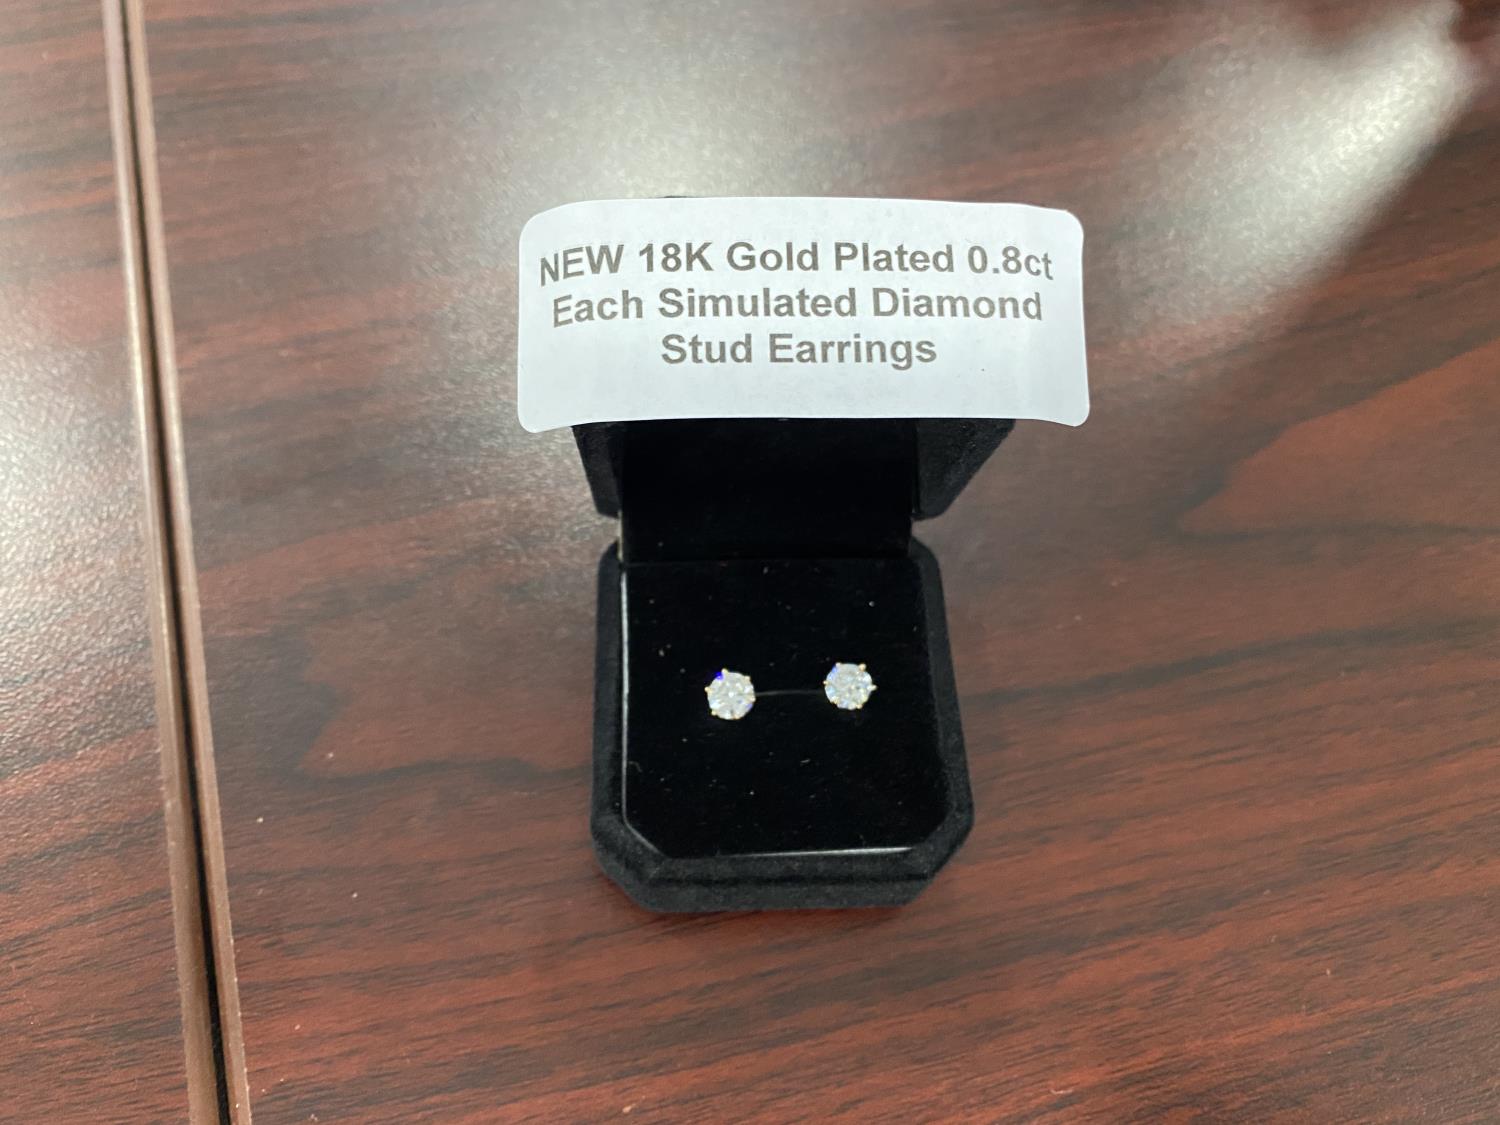 NEW 18K Gold Plated 0.8ct
Each Simulated Diamond
Stud Earrings